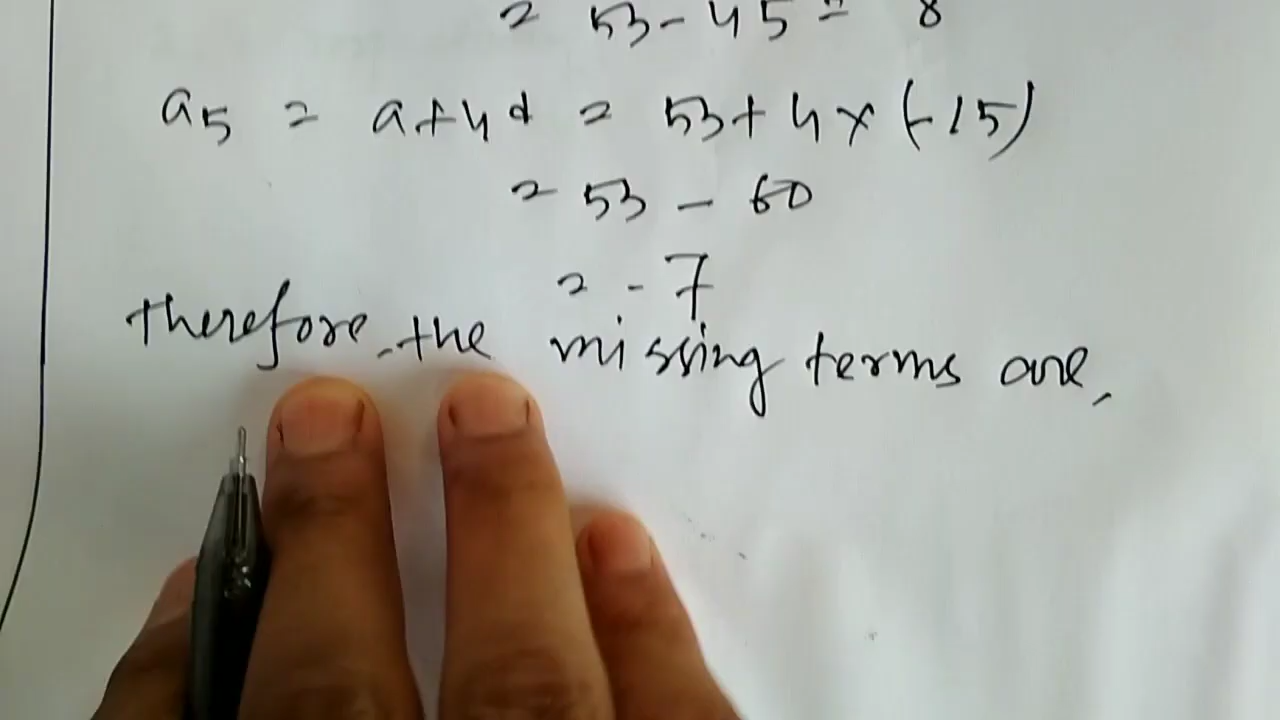 = 53 - 45 = 8
a5 = a+4d = 53+4×(-15)
= 53 - 60
= -7
therefore, the missing terms are,